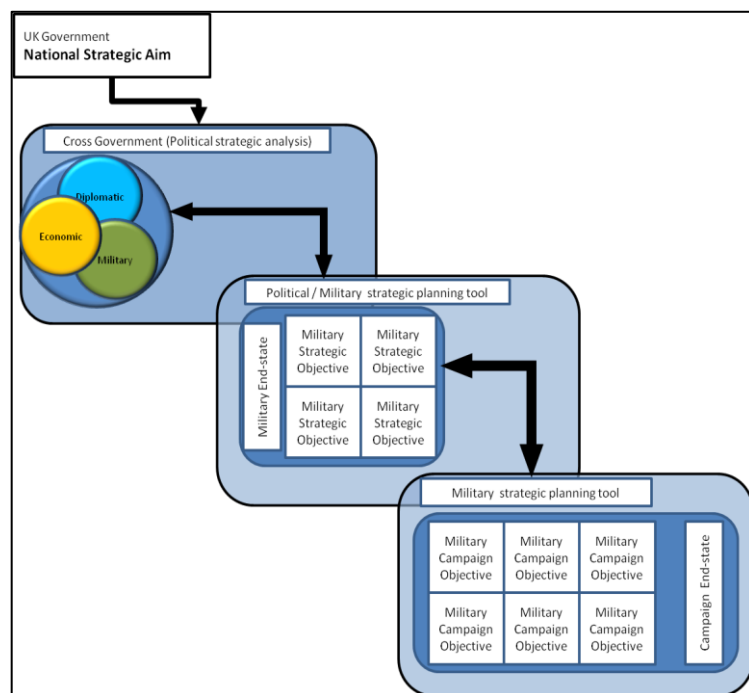 UK Government
National Strategic Aim
Cross Government (Political strategic analysis)
Diplomatic
Economic
Military
Political / Military strategic planning tool
Military End-state
Military
Strategic
Objective
Military
Strategic
Objective
Military
Strategic
Objective
Military
Strategic
Objective
Military strategic planning tool
Military
Campaign
Objective
Military
Campaign
Objective
Military
Campaign
Objective
Military
Campaign
Objective
Military
Campaign
Objective
Military
Campaign
Objective
Campaign End-state